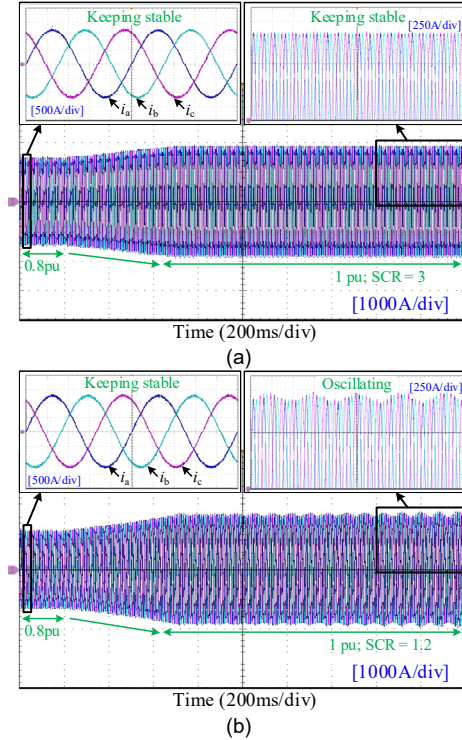 Keeping stable
Keeping stable
[250A/div]
[500A/div]
ia
ib
ic
0.8pu
1 pu; SCR = 3
[1000A/div]
Time (200ms/div)
(a)
Keeping stable
Oscillating
[250A/div]
[500A/div]
ia
ib
ic
0.8pu
1 pu; SCR = 1.2
[1000A/div]
Time (200ms/div)
(b)